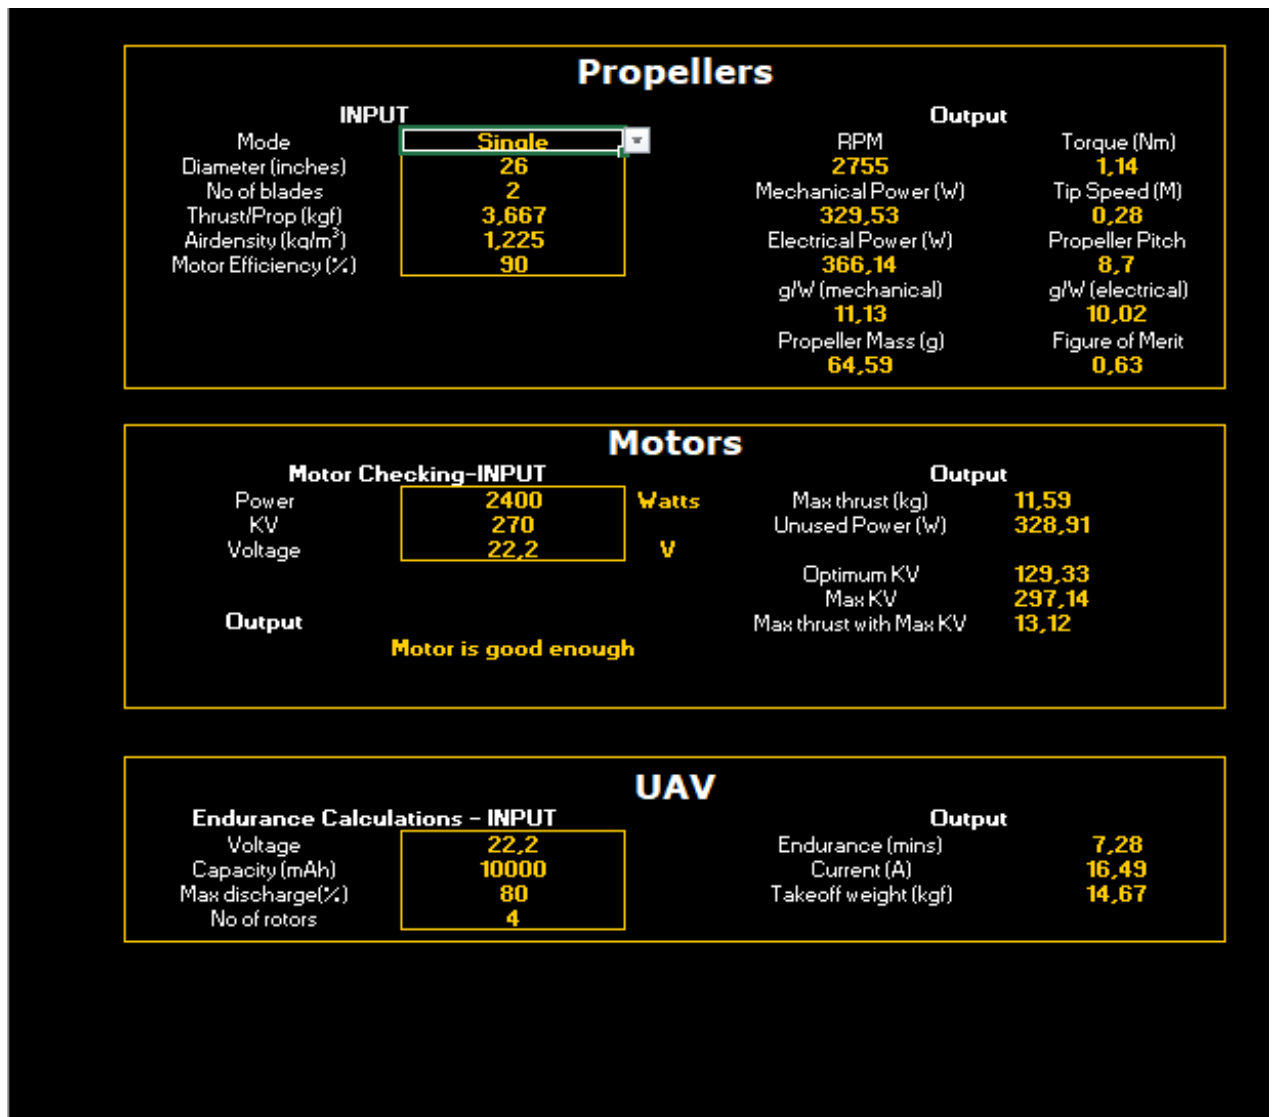 Propellers
INPUT Output
Mode Single RPM Torque (Nm)
Diameter (inches) 26 2755 1,14
No of blades 2 Mechanical Power (W) Tip Speed (M)
Thrust/Prop (kgf) 3,667 329,53 0,28
Airdensity (kg/m³) 1,225 Electrical Power (W) Propeller Pitch
Motor Efficiency (%) 90 366,14 8,7
g/W (mechanical) g/W (electrical)
11,13 10,02
Propeller Mass (g) Figure of Merit
64,59 0,63
Motors
Motor Checking-INPUT Output
Power 2400 Watts Max thrust (kg) 11,59
KV 270 Unused Power (W) 328,91
Voltage 22,2 V
Optimum KV 129,33
Max KV 297,14
Output Max thrust with Max KV 13,12
Motor is good enough
UAV
Endurance Calculations - INPUT Output
Voltage 22,2 Endurance (mins) 7,28
Capacity (mAh) 10000 Current (A) 16,49
Max discharge(%) 80 Takeoff weight (kgf) 14,67
No of rotors 4